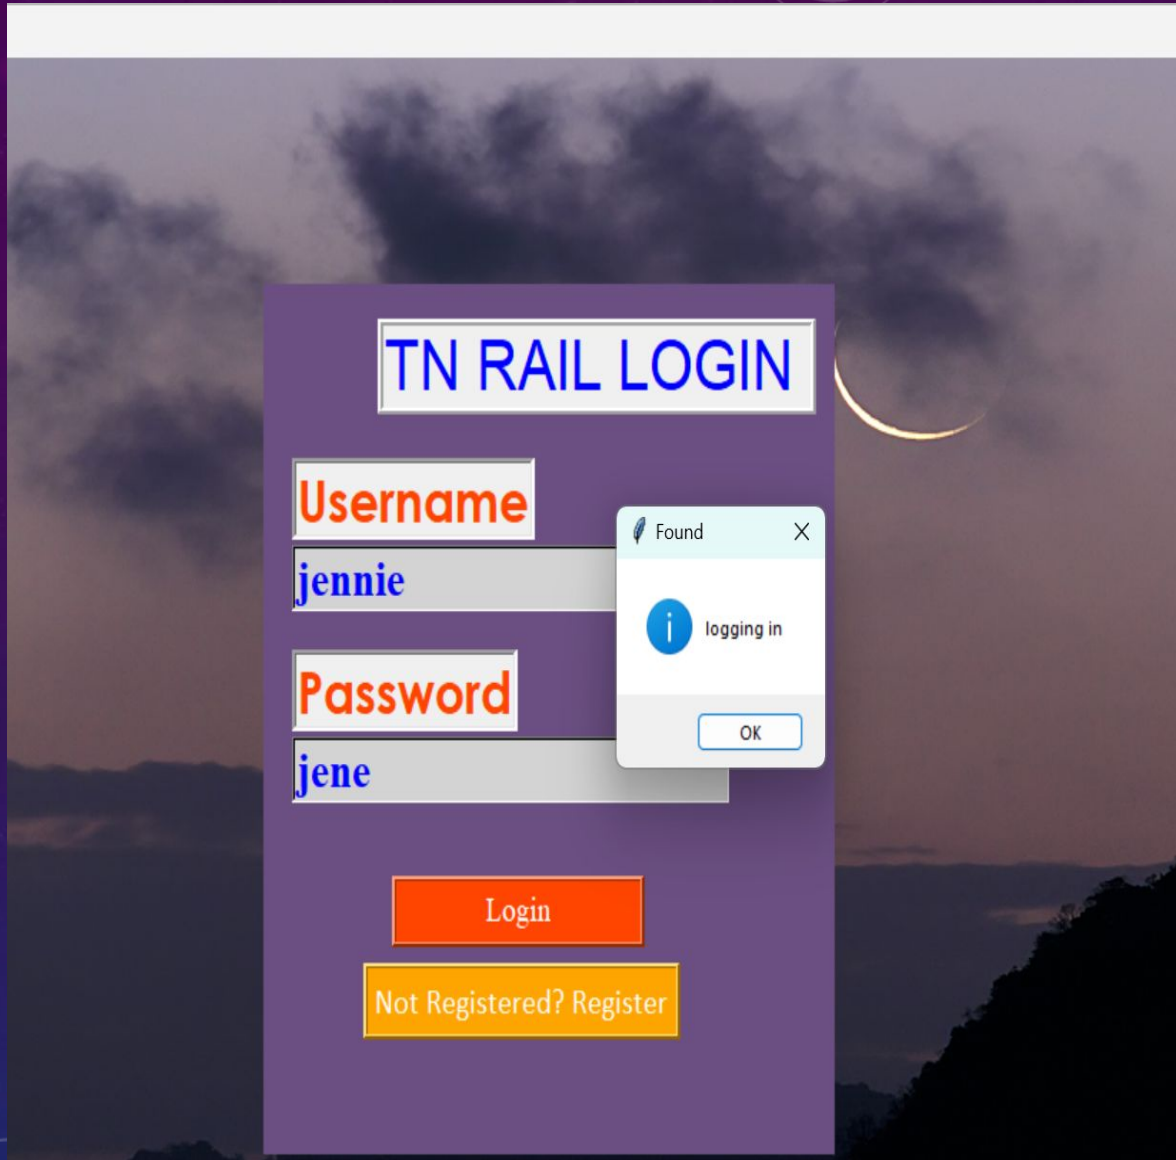 TN RAIL LOGIN
Username
jennie
Found
logging in
OK
Password
jene
Login
Not Registered? Register